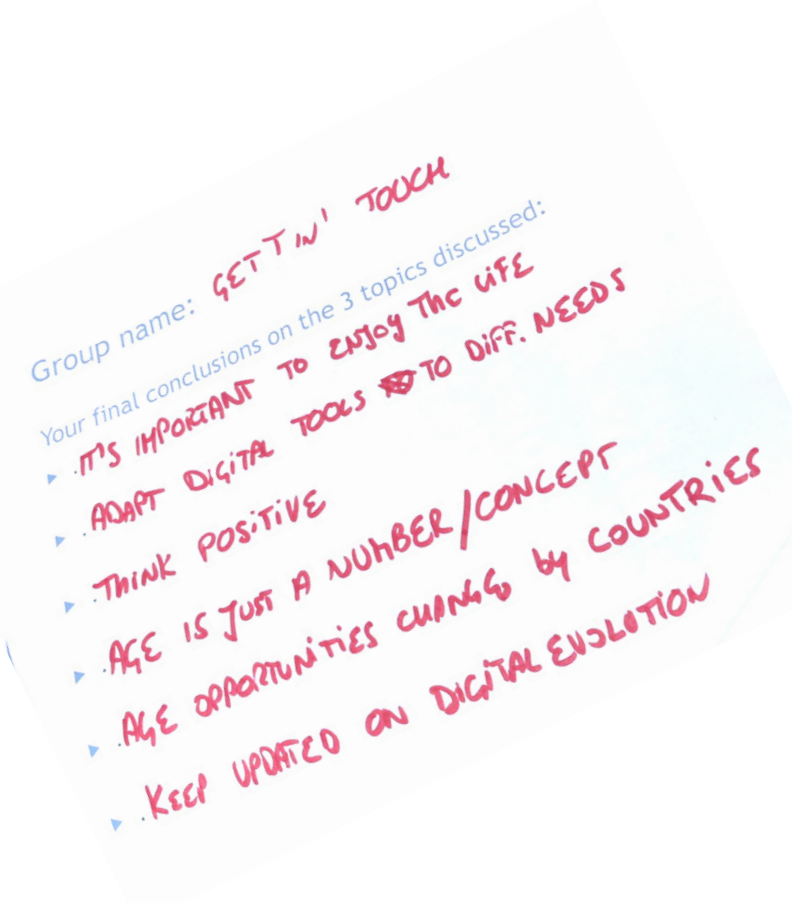 Group name: GETTIN' TOUCH
Your final conclusions on the 3 topics discussed:
IT'S IMPORTANT TO ENJOY THE LIFE
ADAPT DIGITAL TOOLS TO DIFF. NEEDS
THINK POSITIVE
AGE IS JUST A NUMBER/CONCEPT
AGE OPPORTUNITIES CHANGE by COUNTRIES
KEEP UPDATED ON DIGITAL EVOLUTION